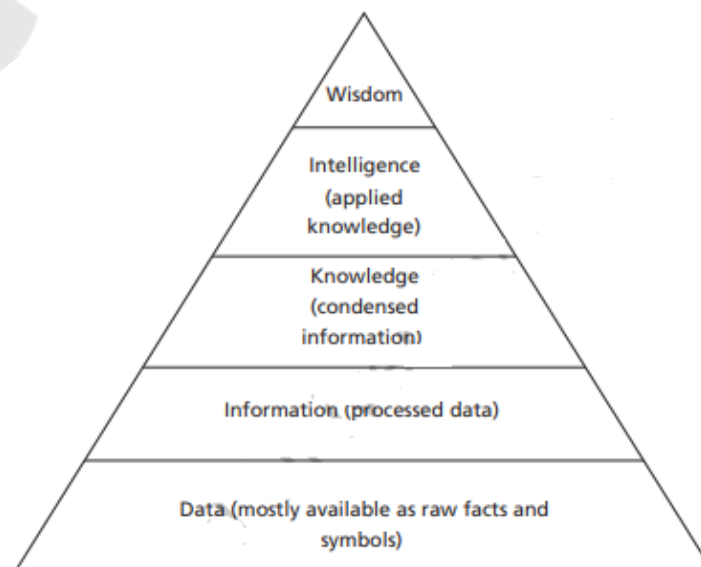 Wisdom
Intelligence
(applied
knowledge)
Knowledge
(condensed
information)
Information (processed data)
Data (mostly available as raw facts and
symbols)